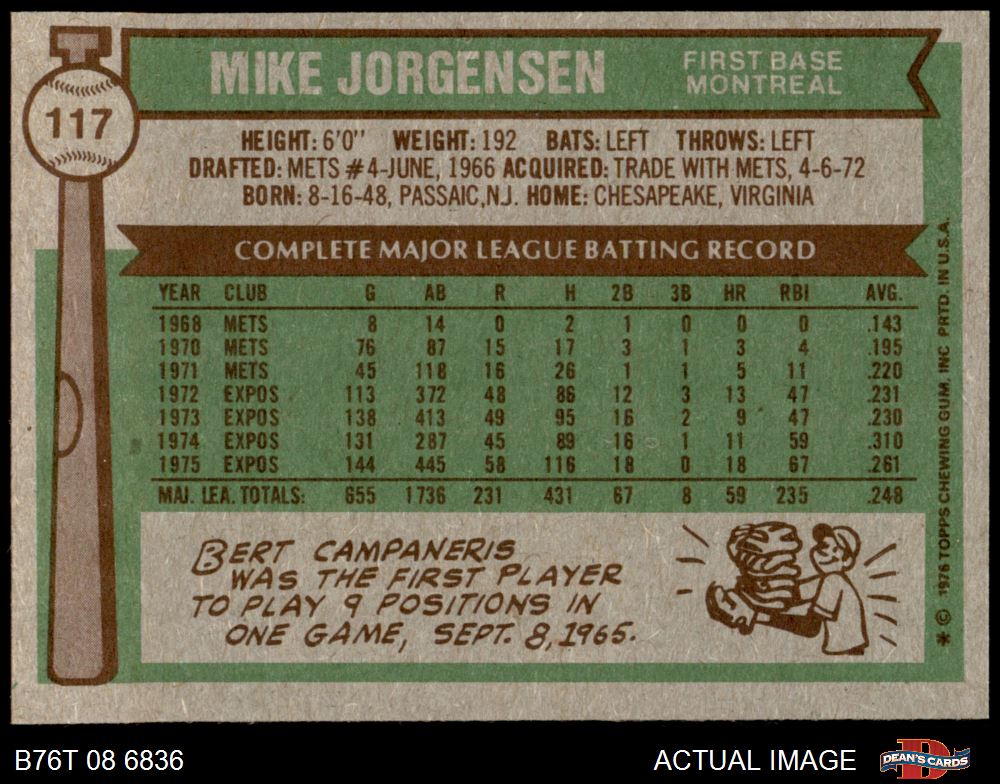 117
MIKE JORGENSEN
FIRST BASE
MONTREAL
HEIGHT: 6'0" WEIGHT: 192 BATS: LEFT THROWS: LEFT
DRAFTED: METS #4-JUNE, 1966 ACQUIRED: TRADE WITH METS, 4-6-72
BORN: 8-16-48, PASSAIC, N.J. HOME: CHESAPEAKE, VIRGINIA
COMPLETE MAJOR LEAGUE BATTING RECORD
YEAR CLUB G AB R H 2B 3B HR RBI AVG.
1968 METS 8 14 0 2 1 0 0 0 .143
1970 METS 76 87 15 17 3 1 3 4 .195
1971 METS 45 118 16 26 1 1 5 11 .220
1972 EXPOS 113 372 48 86 12 3 13 47 .231
1973 EXPOS 138 413 49 95 16 2 9 47 .230
1974 EXPOS 131 287 45 89 16 1 11 59 .310
1975 EXPOS 144 445 58 116 18 0 18 67 .261
MAJ. LEA. TOTALS: 655 1736 231 431 67 8 59 235 .248
BERT CAMPANERIS
WAS THE FIRST PLAYER
TO PLAY 9 POSITIONS IN
ONE GAME, SEPT. 8, 1965.
* © 1976 TOPPS CHEWING GUM, INC PRTD. IN U.S.A.
B76T 08 6836
ACTUAL IMAGE
DEAN'S CARDS